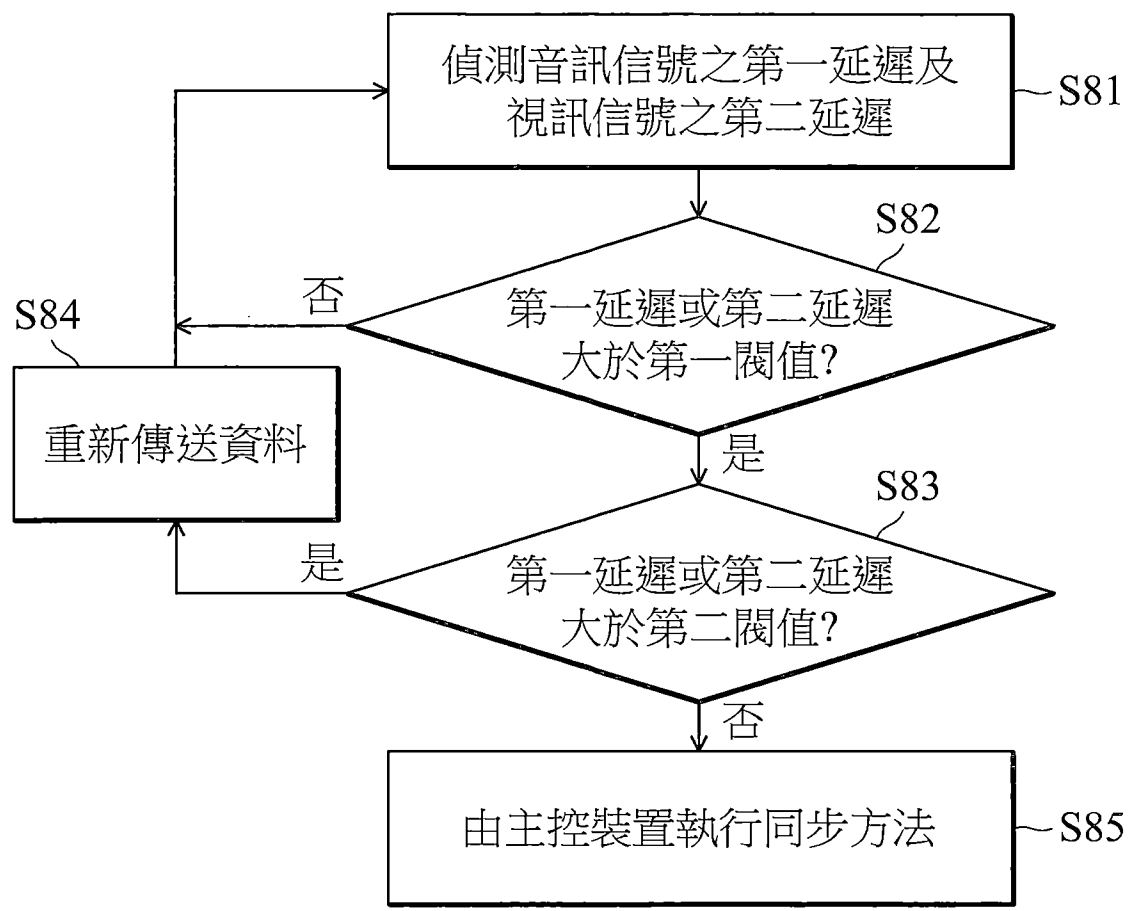 偵測音訊信號之第一延遲及
視訊信號之第二延遲
S81
S82
否
第一延遲或第二延遲
大於第一閥值?
S84
重新傳送資料
是
S83
是
第一延遲或第二延遲
大於第二閥值?
否
由主控裝置執行同步方法
S85